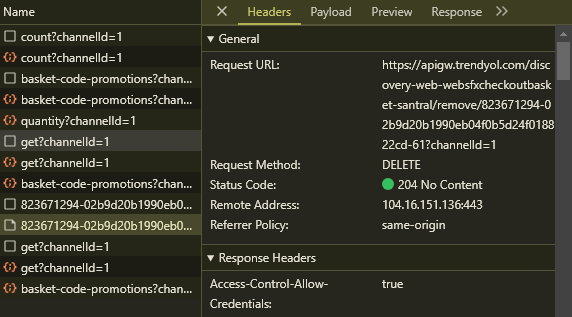 Name
count?channelId=1
count?channelId=1
basket-code-promotions?chan...
basket-code-promotions?chan...
quantity?channelId=1
get?channelId=1
get?channelId=1
basket-code-promotions?chan...
823671294-02b9d20b1990eb0...
823671294-02b9d20b1990eb0...
get?channelId=1
get?channelId=1
basket-code-promotions?chan...
Headers Payload Preview Response
General
Request URL: https://apigw.trendyol.com/disc
overy-web-websfxcheckoutbas
ket-santral/remove/823671294-0
2b9d20b1990eb04f0b5d24f0188
22cd-61?channelId=1
Request Method: DELETE
Status Code: 204 No Content
Remote Address: 104.16.151.136:443
Referrer Policy: same-origin
Response Headers
Access-Control-Allow- true
Credentials: